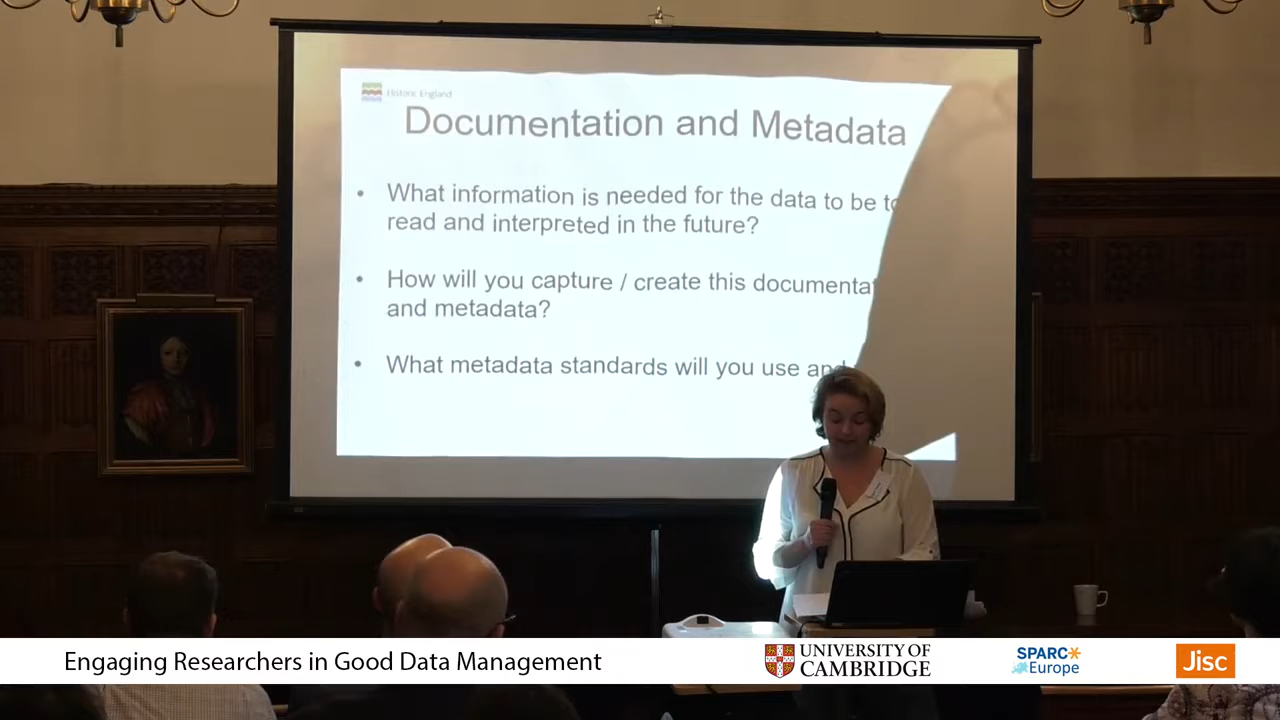 Historic England
Documentation and Metadata
• What information is needed for the data to be
read and interpreted in the future?
• How will you capture / create this
and metadata?
• What metadata standards will you use and
Engaging Researchers in Good Data Management
UNIVERSITY OF
CAMBRIDGE
SPARC
Europe
Jisc